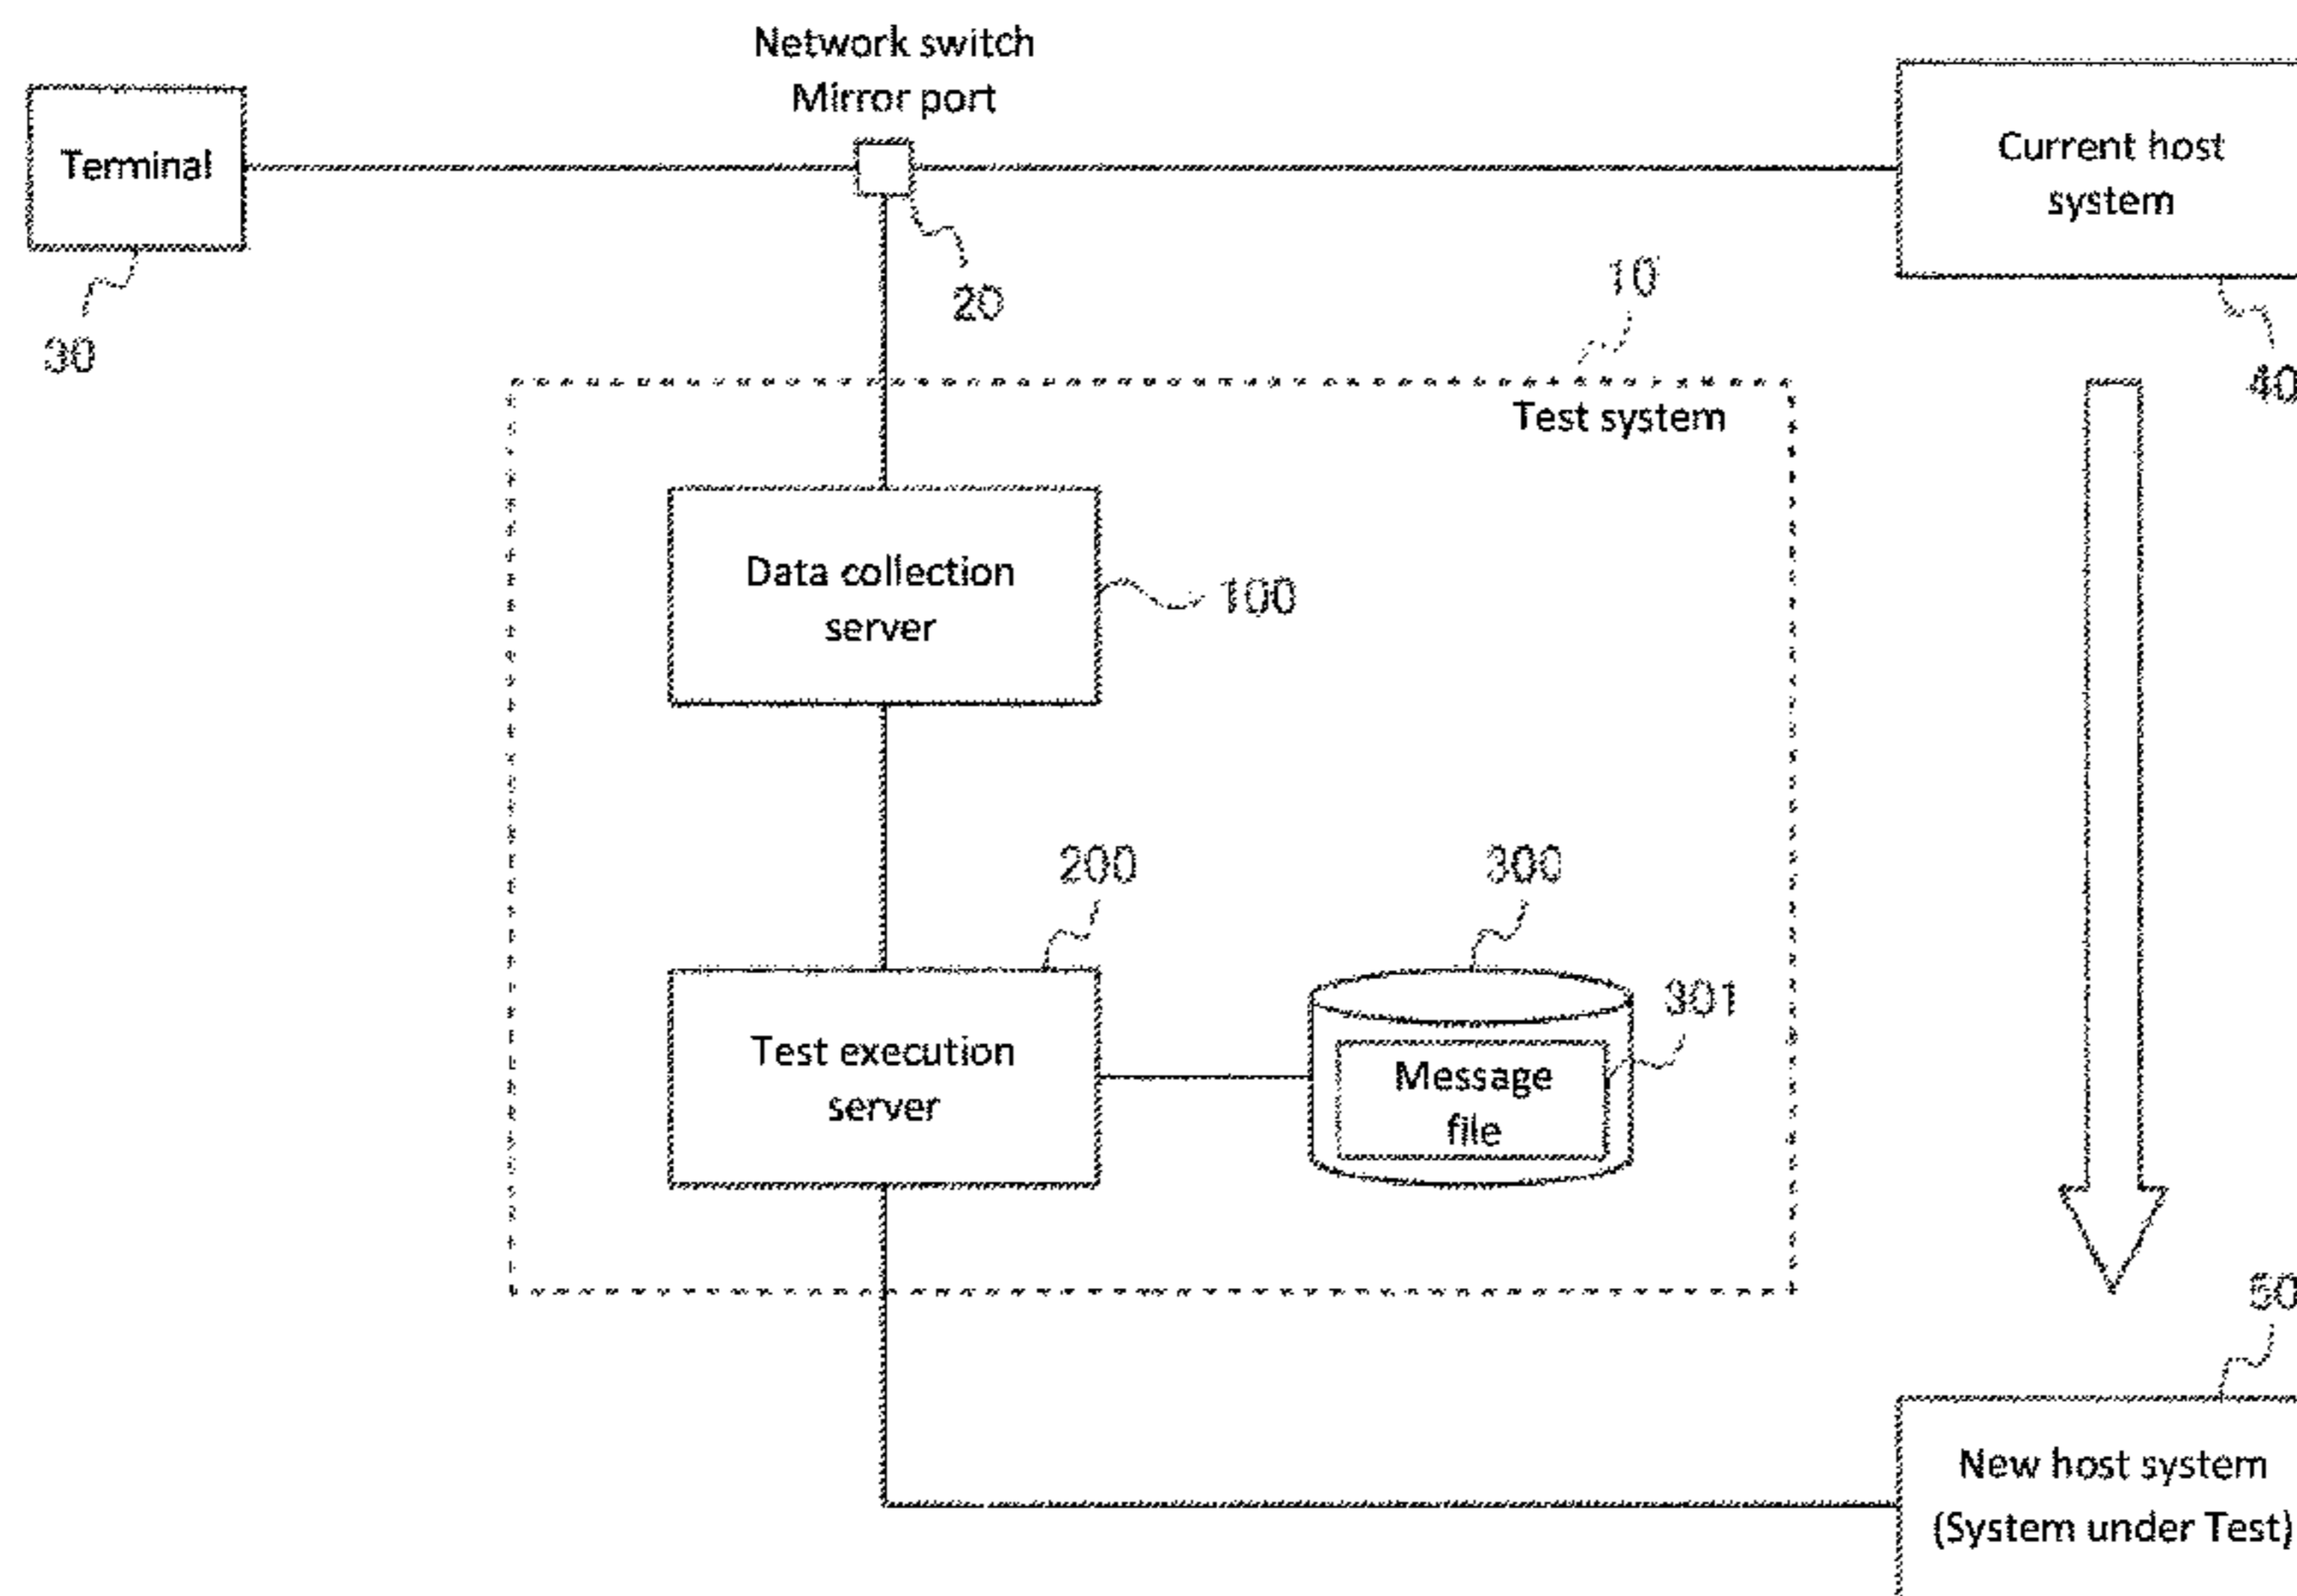 Network switch
Mirror port
Terminal
Current host
system
20
10
30
40
Test system
Data collection
server
100
200
300
301
Test execution
server
Message
file
50
New host system
(System under Test)